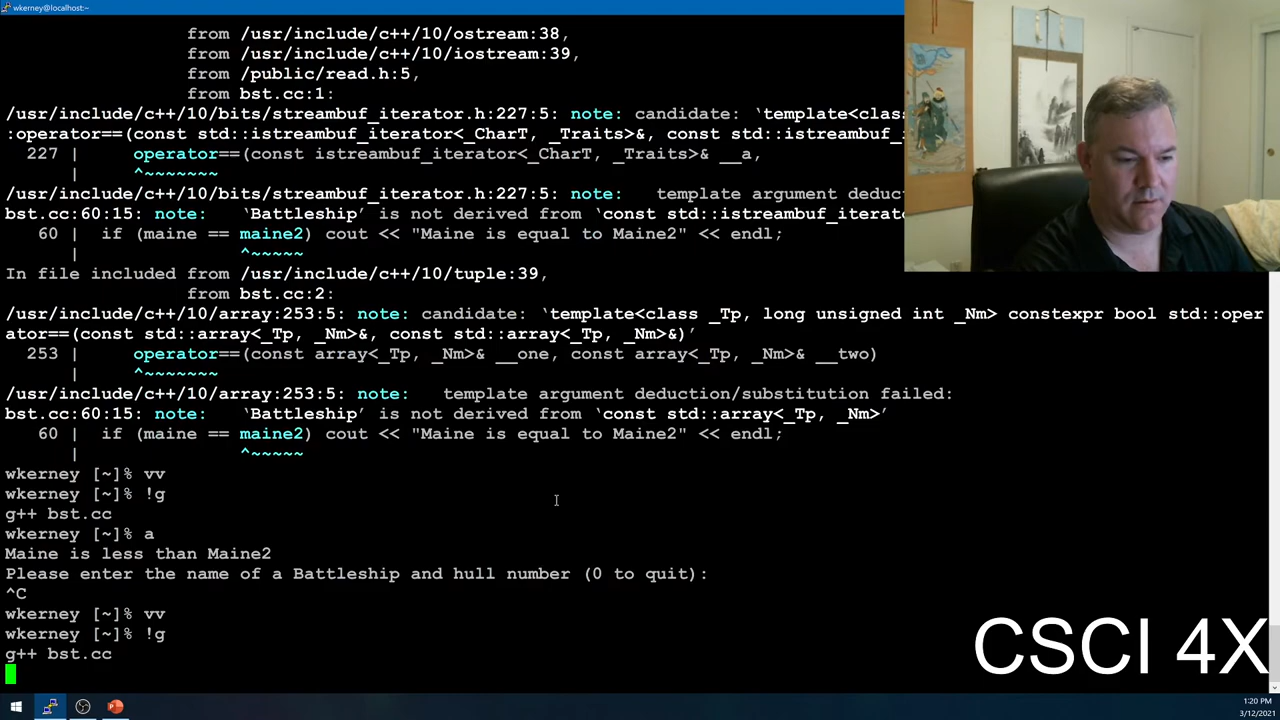 wkerney@localhost:~
from /usr/include/c++/10/ostream:38,
from /usr/include/c++/10/iostream:39,
from /public/read.h:5,
from bst.cc:1:
/usr/include/c++/10/bits/streambuf_iterator.h:227:5: note: candidate: ‘template<clas
:operator==(const std::istreambuf_iterator<_CharT, _Traits>&, const std::istreambuf_
227 | operator==(const istreambuf_iterator<_CharT, _Traits>& __a,
| ^~~~~~~~
/usr/include/c++/10/bits/streambuf_iterator.h:227:5: note: template argument deduc
bst.cc:60:15: note: ‘Battleship’ is not derived from ‘const std::istreambuf_iterato
60 | if (maine == maine2) cout << "Maine is equal to Maine2" << endl;
| ^~~~~~
In file included from /usr/include/c++/10/tuple:39,
from bst.cc:2:
/usr/include/c++/10/array:253:5: note: candidate: ‘template<class _Tp, long unsigned int _Nm> constexpr bool std::oper
ator==(const std::array<_Tp, _Nm>&, const std::array<_Tp, _Nm>&)’
253 | operator==(const array<_Tp, _Nm>& __one, const array<_Tp, _Nm>& __two)
| ^~~~~~~~
/usr/include/c++/10/array:253:5: note: template argument deduction/substitution failed:
bst.cc:60:15: note: ‘Battleship’ is not derived from ‘const std::array<_Tp, _Nm>’
60 | if (maine == maine2) cout << "Maine is equal to Maine2" << endl;
| ^~~~~~
wkerney [~]% vv
wkerney [~]% !g
g++ bst.cc
wkerney [~]% a
Maine is less than Maine2
Please enter the name of a Battleship and hull number (0 to quit):
^C
wkerney [~]% vv
wkerney [~]% !g
g++ bst.cc
CSCI 4X
1:20 PM
3/12/2021